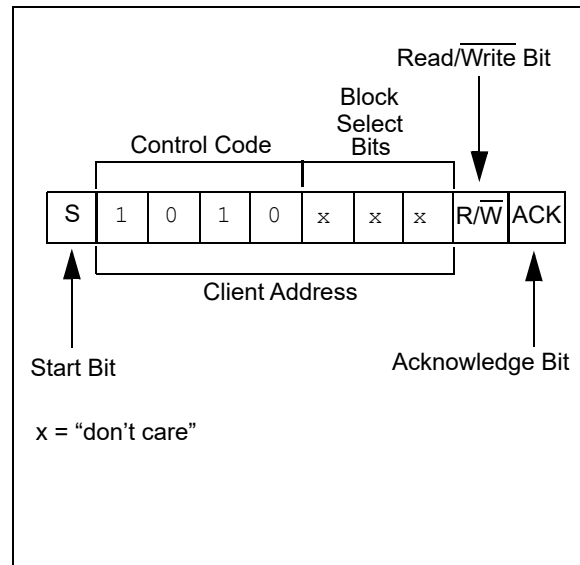 Read/Write Bit
Block
Select
Bits
Control Code
S 1 0 1 0 x x x R/W ACK
Client Address
Start Bit
Acknowledge Bit
x = “don’t care”